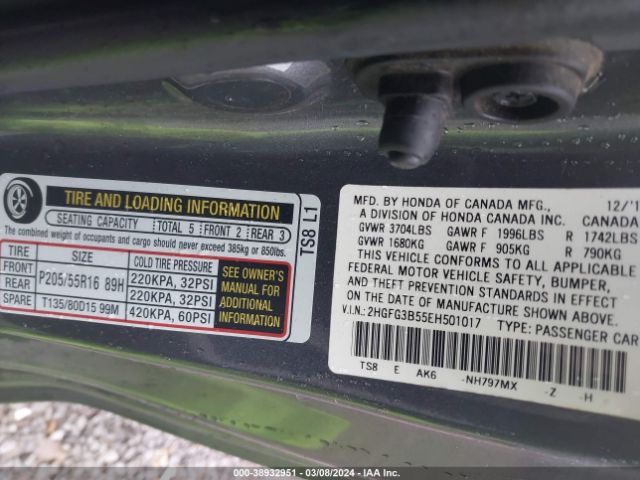 TIRE AND LOADING INFORMATION
SEATING CAPACITY TOTAL 5 FRONT 2 REAR 3
The combined weight of occupants and cargo should never exceed 385kg or 850lbs.
TIRE SIZE COLD TIRE PRESSURE
FRONT P205/55R16 89H 220KPA, 32PSI
REAR 220KPA, 32PSI
SPARE T135/80D15 99M 420KPA, 60PSI
SEE OWNER'S
MANUAL FOR
ADDITIONAL
INFORMATION
TS8 L1
MFD. BY HONDA OF CANADA MFG., 12/1
A DIVISION OF HONDA CANADA INC. CANADA
GVWR 3704LBS GAWR F 1996LBS R 1742LBS
GVWR 1680KG GAWR F 905KG R 790KG
THIS VEHICLE CONFORMS TO ALL APPLICABLE
FEDERAL MOTOR VEHICLE SAFETY, BUMPER,
AND THEFT PREVENTION STANDARDS IN EFFECT
ON THE DATE OF MANUFACTURE SHOWN ABOVE.
V.I.N.: 2HGFG3B55EH501017 TYPE: PASSENGER CAR
TS8 E AK6 -NH797MX -Z -H
000-38932951 - 03/08/2024 - IAA Inc.